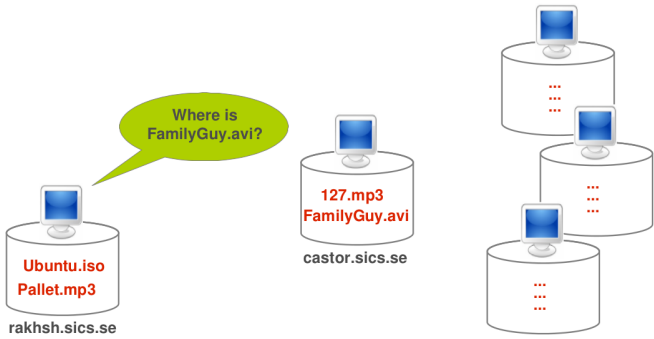 Where is
FamilyGuy.avi?
Ubuntu.iso
Pallet.mp3
rakhsh.sics.se
127.mp3
FamilyGuy.avi
castor.sics.se
...
...
...
...
...
...
...
...
...